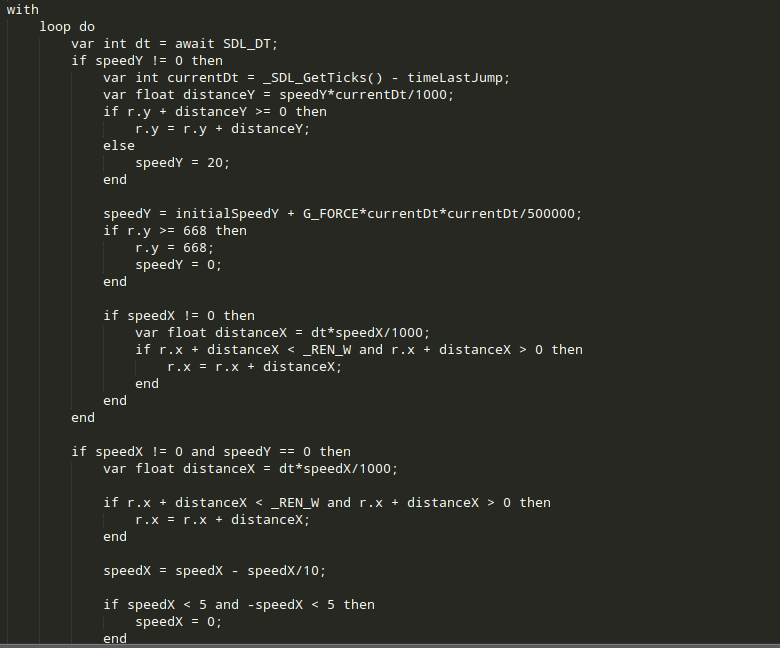 with
loop do
var int dt = await SDL_DT;
if speedY != 0 then
var int currentDt = _SDL_GetTicks() - timeLastJump;
var float distanceY = speedY*currentDt/1000;
if r.y + distanceY >= 0 then
r.y = r.y + distanceY;
else
speedY = 20;
end
speedY = initialSpeedY + G_FORCE*currentDt*currentDt/500000;
if r.y >= 668 then
r.y = 668;
speedY = 0;
end
if speedX != 0 then
var float distanceX = dt*speedX/1000;
if r.x + distanceX < _REN_W and r.x + distanceX > 0 then
r.x = r.x + distanceX;
end
end
end
if speedX != 0 and speedY == 0 then
var float distanceX = dt*speedX/1000;
if r.x + distanceX < _REN_W and r.x + distanceX > 0 then
r.x = r.x + distanceX;
end
speedX = speedX - speedX/10;
if speedX < 5 and -speedX < 5 then
speedX = 0;
end